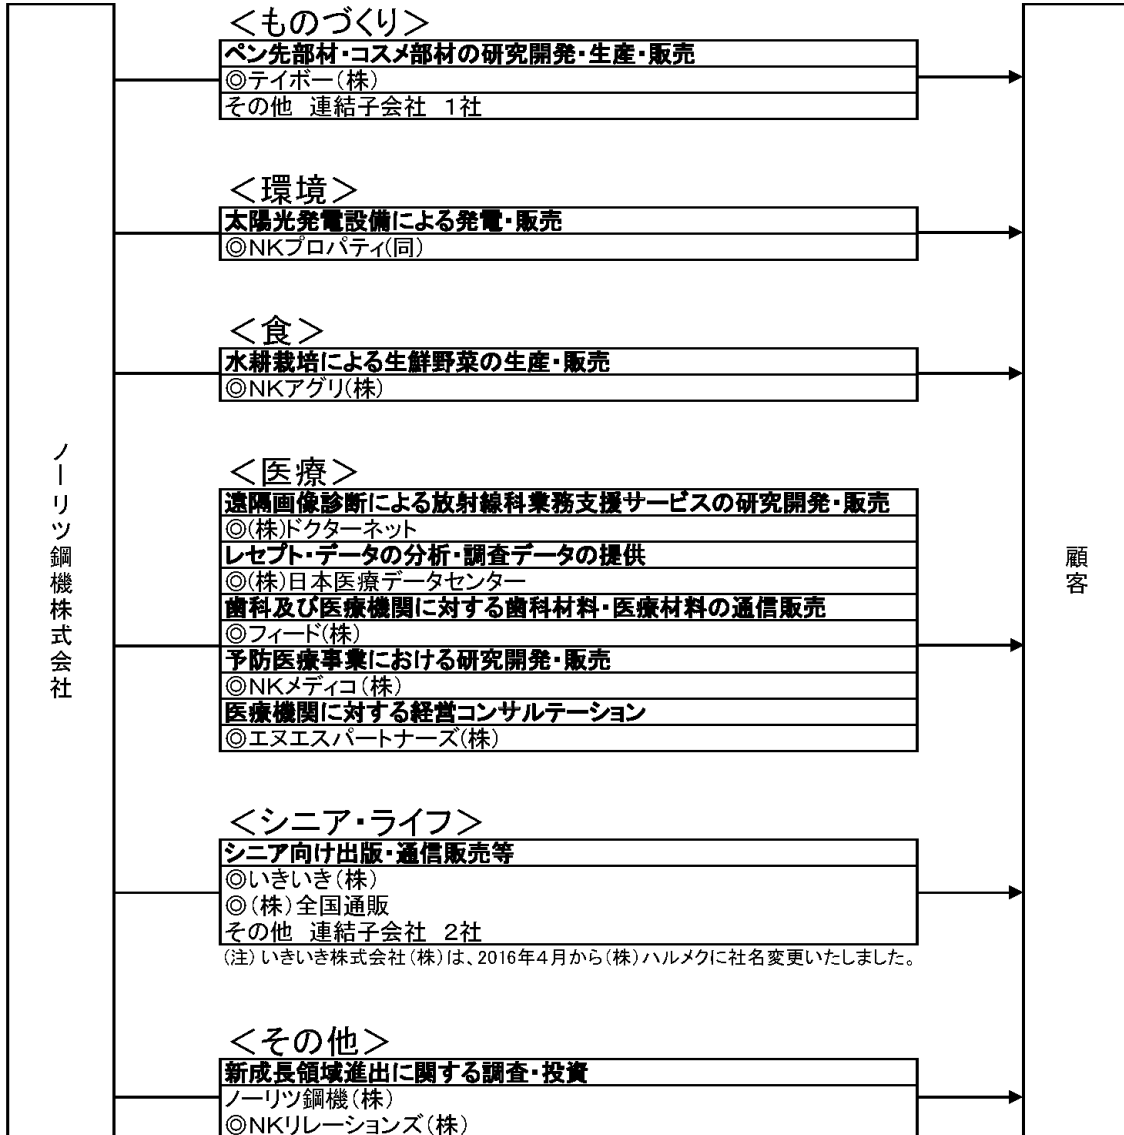 ノーリツ鋼機株式会社
＜ものづくり＞
ペン先部材・コスメ部材の研究開発・生産・販売
◎テイボー（株）
その他　連結子会社　1社
＜環境＞
太陽光発電設備による発電・販売
◎NKプロパティ(同)
＜食＞
水耕栽培による生鮮野菜の生産・販売
◎NKアグリ(株)
＜医療＞
遠隔画像診断による放射線科業務支援サービスの研究開発・販売
◎(株)ドクターネット
レセプト・データの分析・調査データの提供
◎(株)日本医療データセンター
歯科及び医療機関に対する歯科材料・医療材料の通信販売
◎フィード(株)
予防医療事業における研究開発・販売
◎NKメディコ（株）
医療機関に対する経営コンサルテーション
◎エヌエスパートナーズ(株)
＜シニア・ライフ＞
シニア向け出版・通信販売等
◎いきいき（株）
◎（株）全国通販
その他　連結子会社　2社
(注) いきいき株式会社（株）は、2016年4月から（株）ハルメクに社名変更いたしました。
＜その他＞
新成長領域進出に関する調査・投資
ノーリツ鋼機（株）
◎NKリレーションズ（株）
顧客